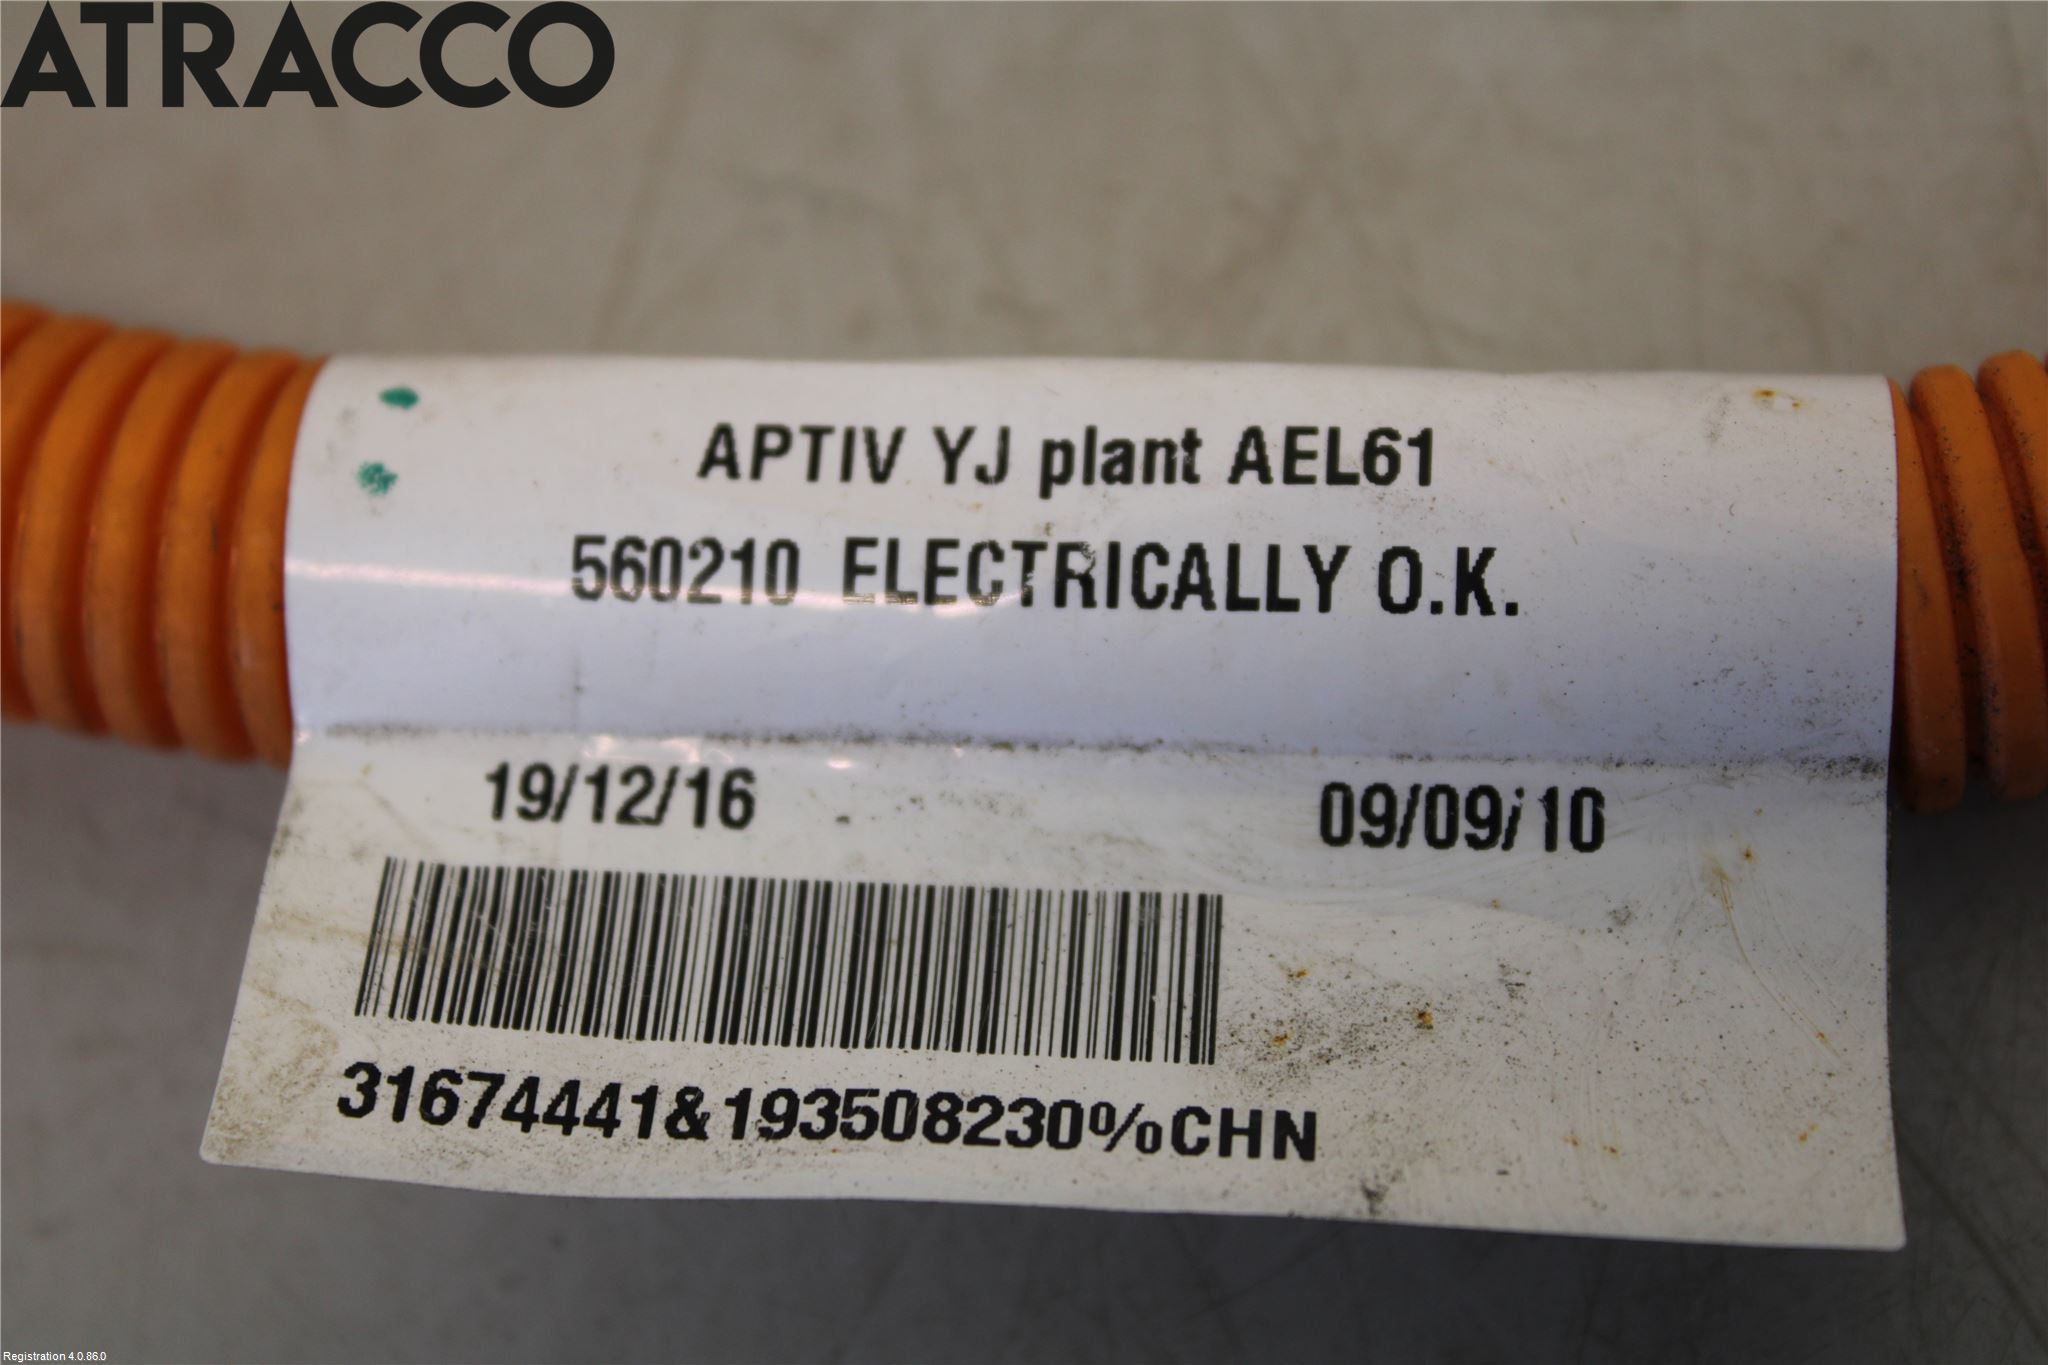 ATRACCO
APTIV YJ plant AEL61
560210 ELECTRICALLY O.K.
19/12/16 09/09/10
31674441&193508230%CHN
Registration 4.0.86.0